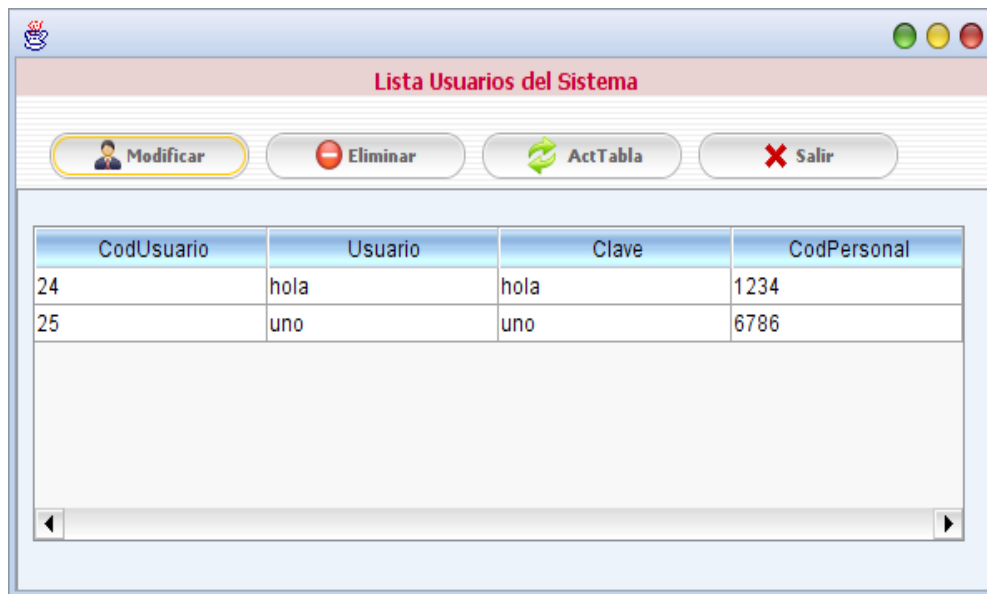 Lista Usuarios del Sistema
Modificar Eliminar ActTabla Salir
CodUsuario Usuario Clave CodPersonal
24 hola hola 1234
25 uno uno 6786